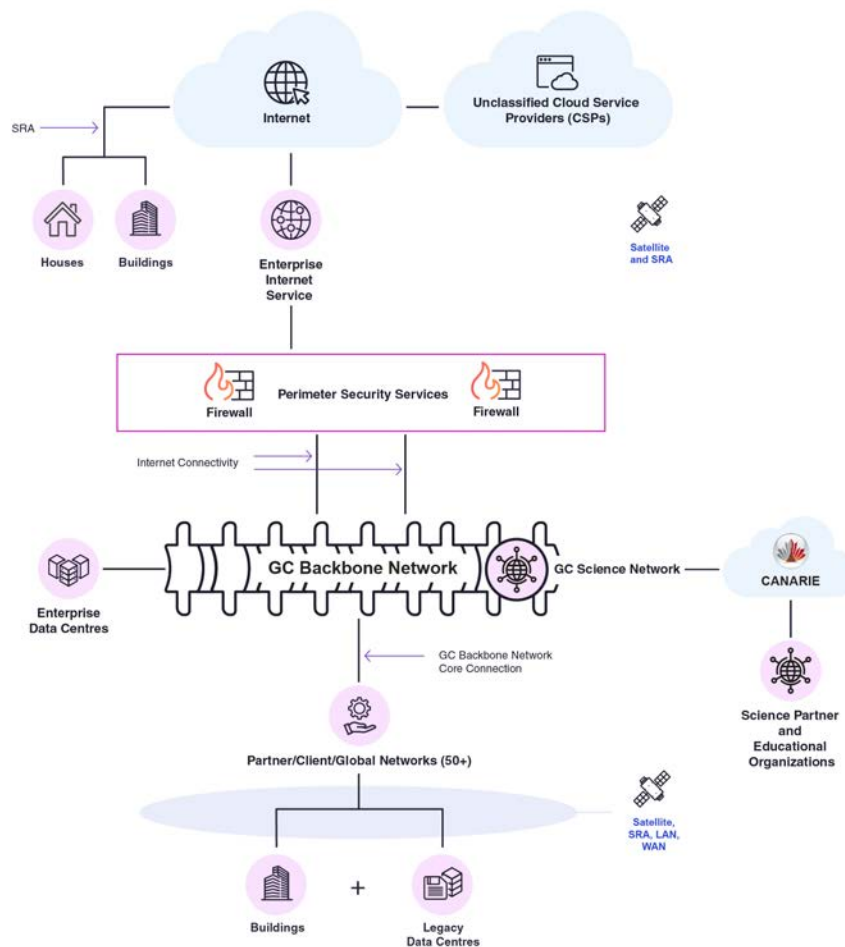 Internet
Unclassified Cloud Service
Providers (CSPs)
SRA
Houses
Buildings
Enterprise
Internet
Service
Satellite
and SRA
Firewall
Perimeter Security Services
Firewall
Internet Connectivity
GC Backbone Network
GC Science Network
CANARIE
Enterprise
Data Centres
GC Backbone Network
Core Connection
Science Partner
and
Educational
Organizations
Partner/Client/Global Networks (50+)
Satellite,
SRA, LAN,
WAN
Buildings
+
Legacy
Data Centres